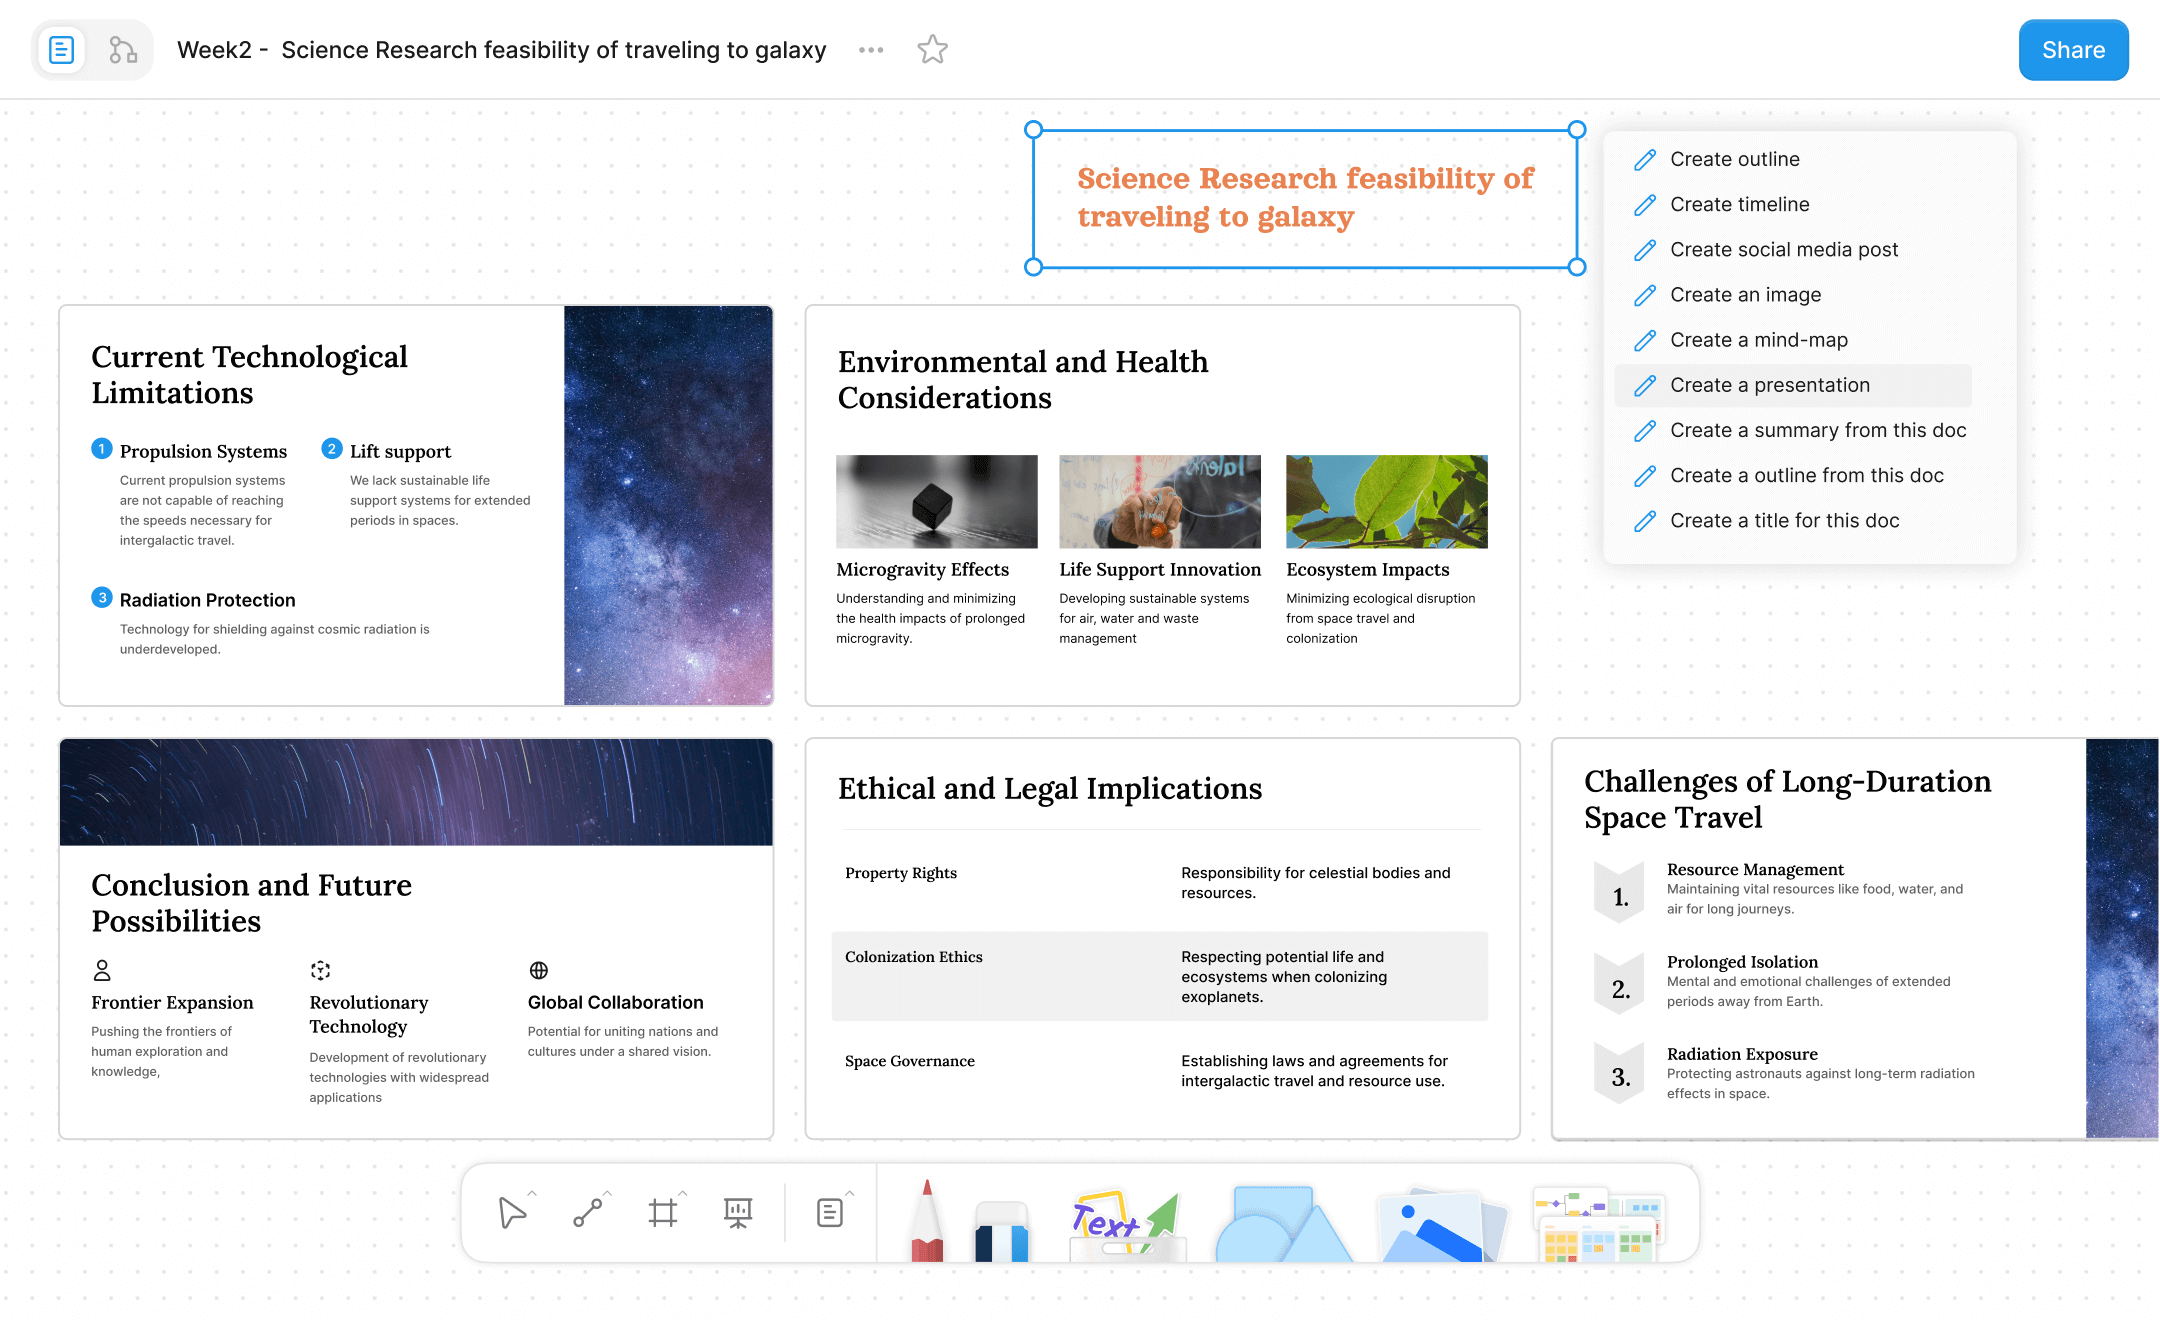 Week2 -  Science Research feasibility of traveling to galaxy
Share
Science Research feasibility of
traveling to galaxy
Create outline
Create timeline
Create social media post
Create an image
Create a mind-map
Create a presentation
Create a summary from this doc
Create a outline from this doc
Create a title for this doc
Current Technological
Limitations
1 Propulsion Systems
Current propulsion systems
are not capable of reaching
the speeds necessary for
intergalactic travel.
2 Lift support
We lack sustainable life
support systems for extended
periods in spaces.
3 Radiation Protection
Technology for shielding against cosmic radiation is
underdeveloped.
Environmental and Health
Considerations
Microgravity Effects
Understanding and minimizing
the health impacts of prolonged
microgravity.
Life Support Innovation
Developing sustainable systems
for air, water and waste
management
Ecosystem Impacts
Minimizing ecological disruption
from space travel and
colonization
Conclusion and Future
Possibilities
Frontier Expansion
Pushing the frontiers of
human exploration and
knowledge,
Revolutionary
Technology
Development of revolutionary
technologies with widespread
applications
Global Collaboration
Potential for uniting nations and
cultures under a shared vision.
Ethical and Legal Implications
Property Rights
Responsibility for celestial bodies and
resources.
Colonization Ethics
Respecting potential life and
ecosystems when colonizing
exoplanets.
Space Governance
Establishing laws and agreements for
intergalactic travel and resource use.
Challenges of Long-Duration
Space Travel
1.
Resource Management
Maintaining vital resources like food, water, and
air for long journeys.
2.
Prolonged Isolation
Mental and emotional challenges of extended
periods away from Earth.
3.
Radiation Exposure
Protecting astronauts against long-term radiation
effects in space.
Text